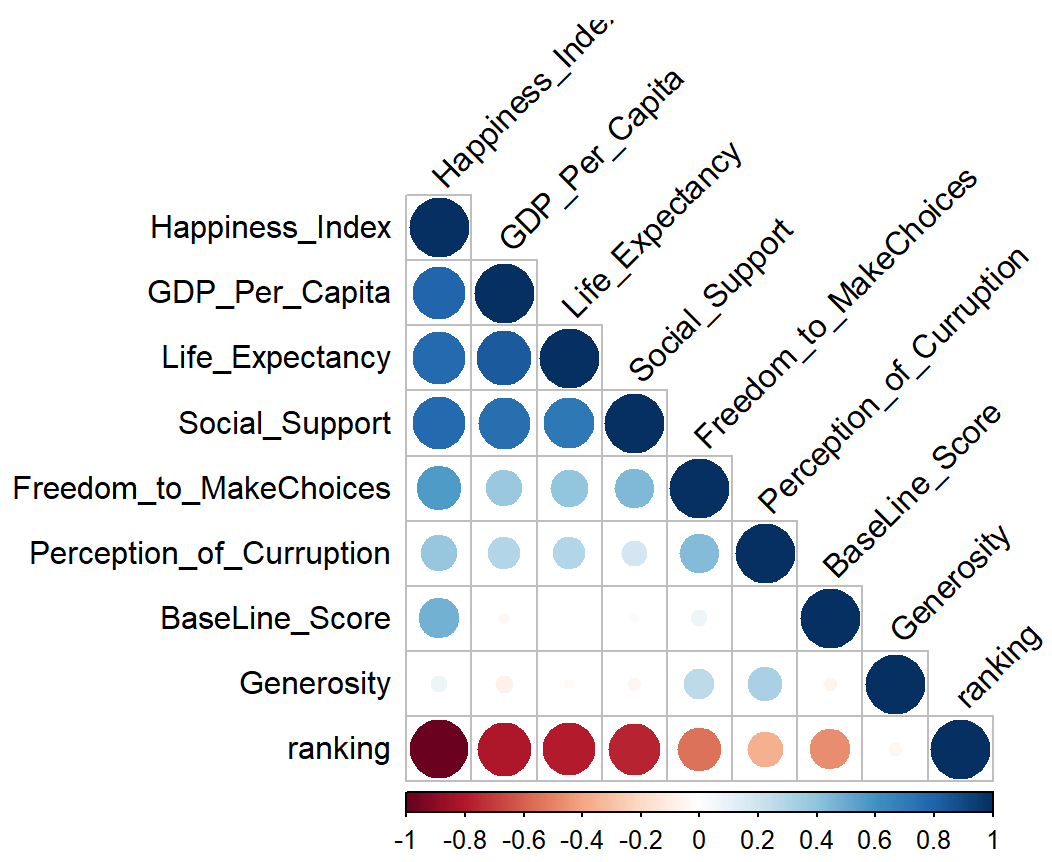 Happiness_Inde
GDP_Per_Capita
Life_Expectancy
Social_Support
Freedom_to_MakeChoices
Perception_of_Curruption
BaseLine_Score
Generosity
ranking
Happiness_Index
GDP_Per_Capita
Life_Expectancy
Social_Support
Freedom_to_MakeChoices
Perception_of_Curruption
BaseLine_Score
Generosity
ranking
-1 -0.8 -0.6 -0.4 -0.2 0 0.2 0.4 0.6 0.8 1